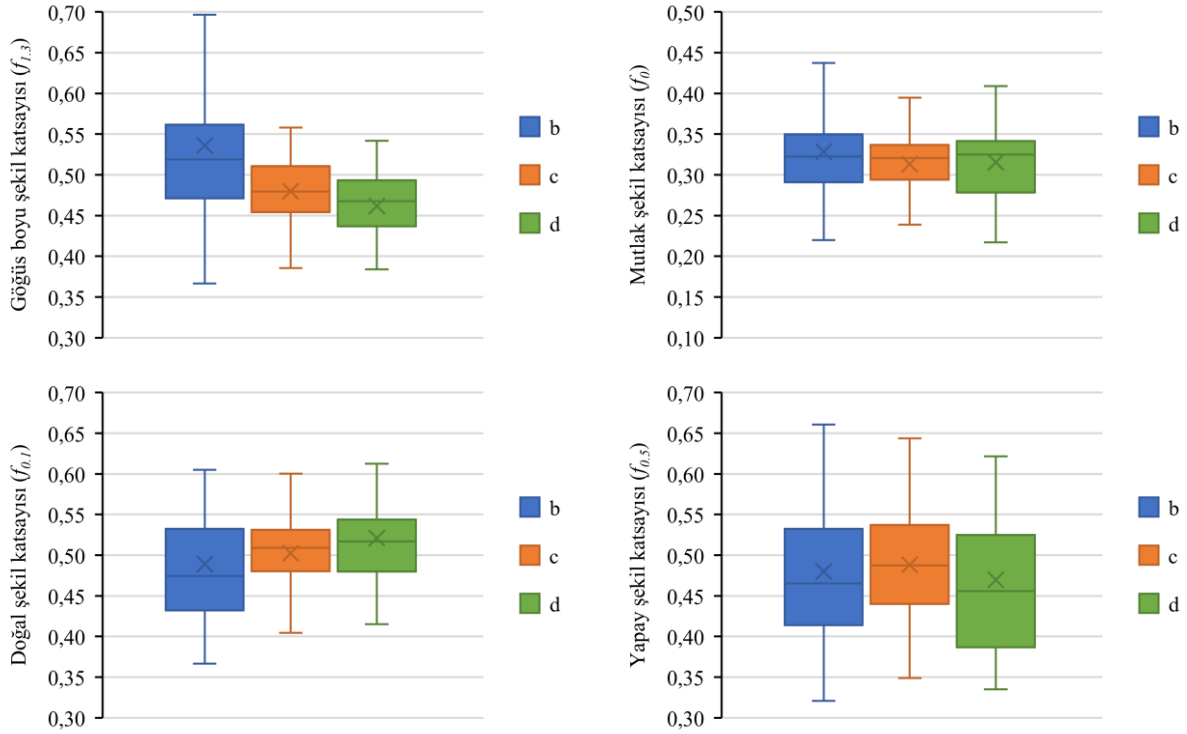 Göğüs boyu şekil katsayısı (f1.3)
0,70
0,65
0,60
0,55
0,50
0,45
0,40
0,35
0,30
b
c
d
Mutlak şekil katsayısı (f0)
0,50
0,45
0,40
0,35
0,30
0,25
0,20
0,15
0,10
b
c
d
Doğal şekil katsayısı (f0.1)
0,70
0,65
0,60
0,55
0,50
0,45
0,40
0,35
0,30
b
c
d
Yapay şekil katsayısı (f0.5)
0,70
0,65
0,60
0,55
0,50
0,45
0,40
0,35
0,30
b
c
d